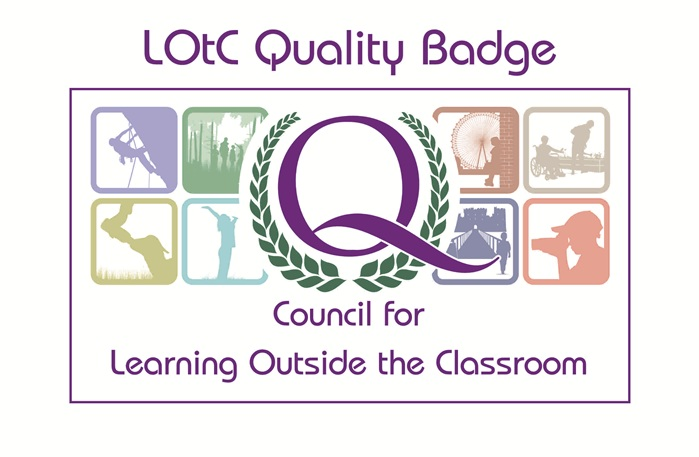 LOtC Quality Badge
Q
Council for
Learning Outside the Classroom